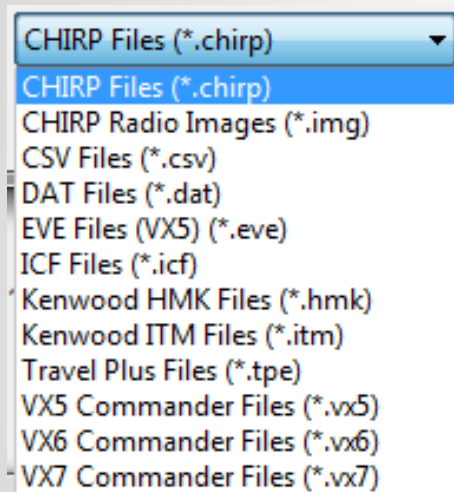 CHIRP Files (*.chirp)
CHIRP Files (*.chirp)
CHIRP Radio Images (*.img)
CSV Files (*.csv)
DAT Files (*.dat)
EVE Files (VX5) (*.eve)
ICF Files (*.icf)
Kenwood HMK Files (*.hmk)
Kenwood ITM Files (*.itm)
Travel Plus Files (*.tpe)
VX5 Commander Files (*.vx5)
VX6 Commander Files (*.vx6)
VX7 Commander Files (*.vx7)